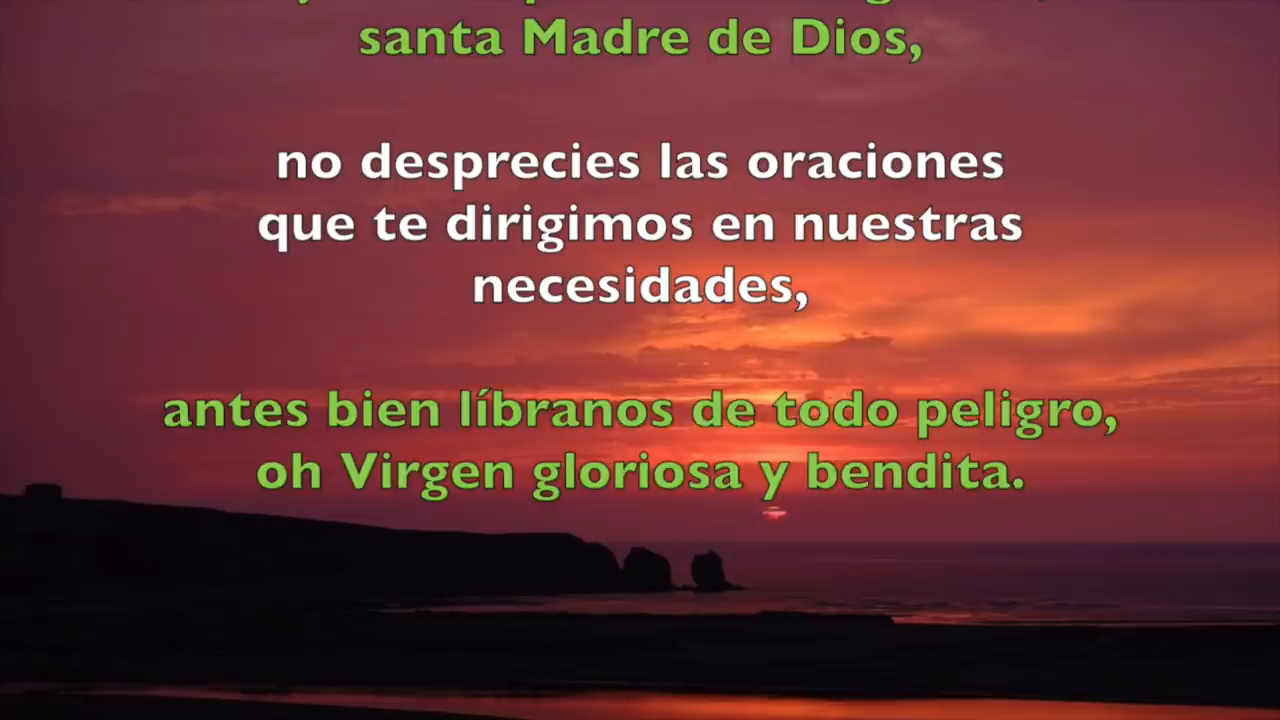 santa Madre de Dios,
no desprecies las oraciones
que te dirigimos en nuestras
necesidades,
antes bien líbranos de todo peligro,
oh Virgen gloriosa y bendita.